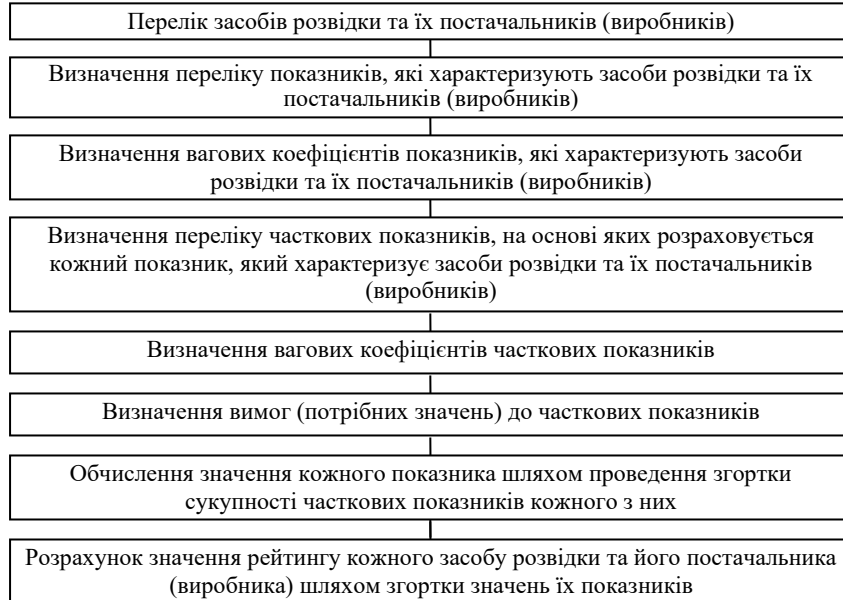 Перелік засобів розвідки та їх постачальників (виробників)
Визначення переліку показників, які характеризують засоби розвідки та їх
постачальників (виробників)
Визначення вагових коефіцієнтів показників, які характеризують засоби
розвідки та їх постачальників (виробників)
Визначення переліку часткових показників, на основі яких розраховується
кожний показник, який характеризує засоби розвідки та їх постачальників
(виробників)
Визначення вагових коефіцієнтів часткових показників
Визначення вимог (потрібних значень) до часткових показників
Обчислення значення кожного показника шляхом проведення згортки
сукупності часткових показників кожного з них
Розрахунок значення рейтингу кожного засобу розвідки та його постачальника
(виробника) шляхом згортки значень їх показників